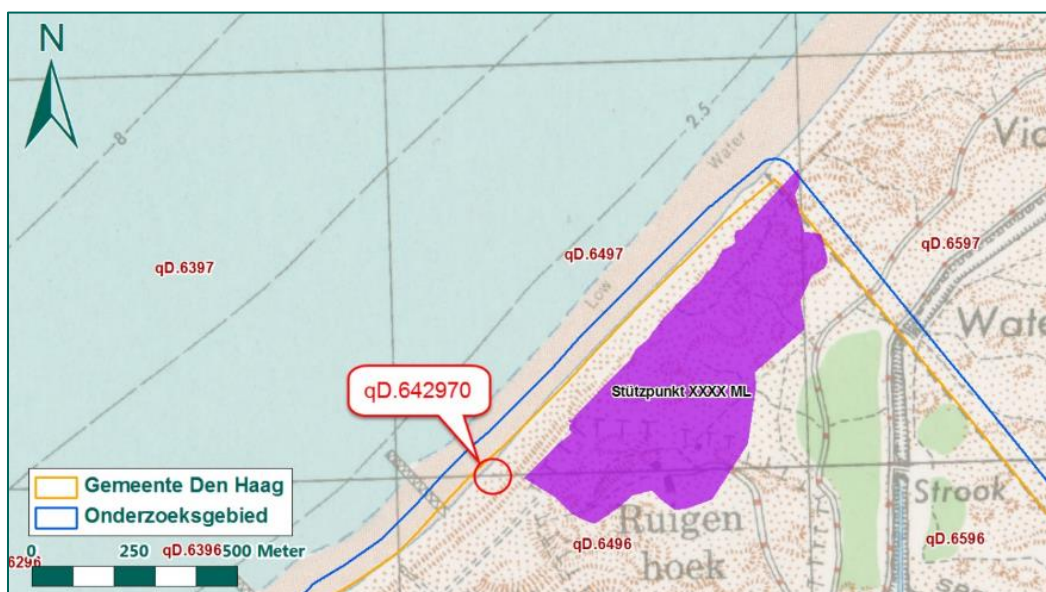 N
8
2.5
Water
Low
Vic
qD.6397
qD.6497
qD.6597
Wate
Stützpunkt XXXX ML
qD.642970
Gemeente Den Haag
Onderzoeksgebied
Strook
Ruigen
hoek
qD.6496
qD.6596
.6296
qD.6396
0 250 500 Meter